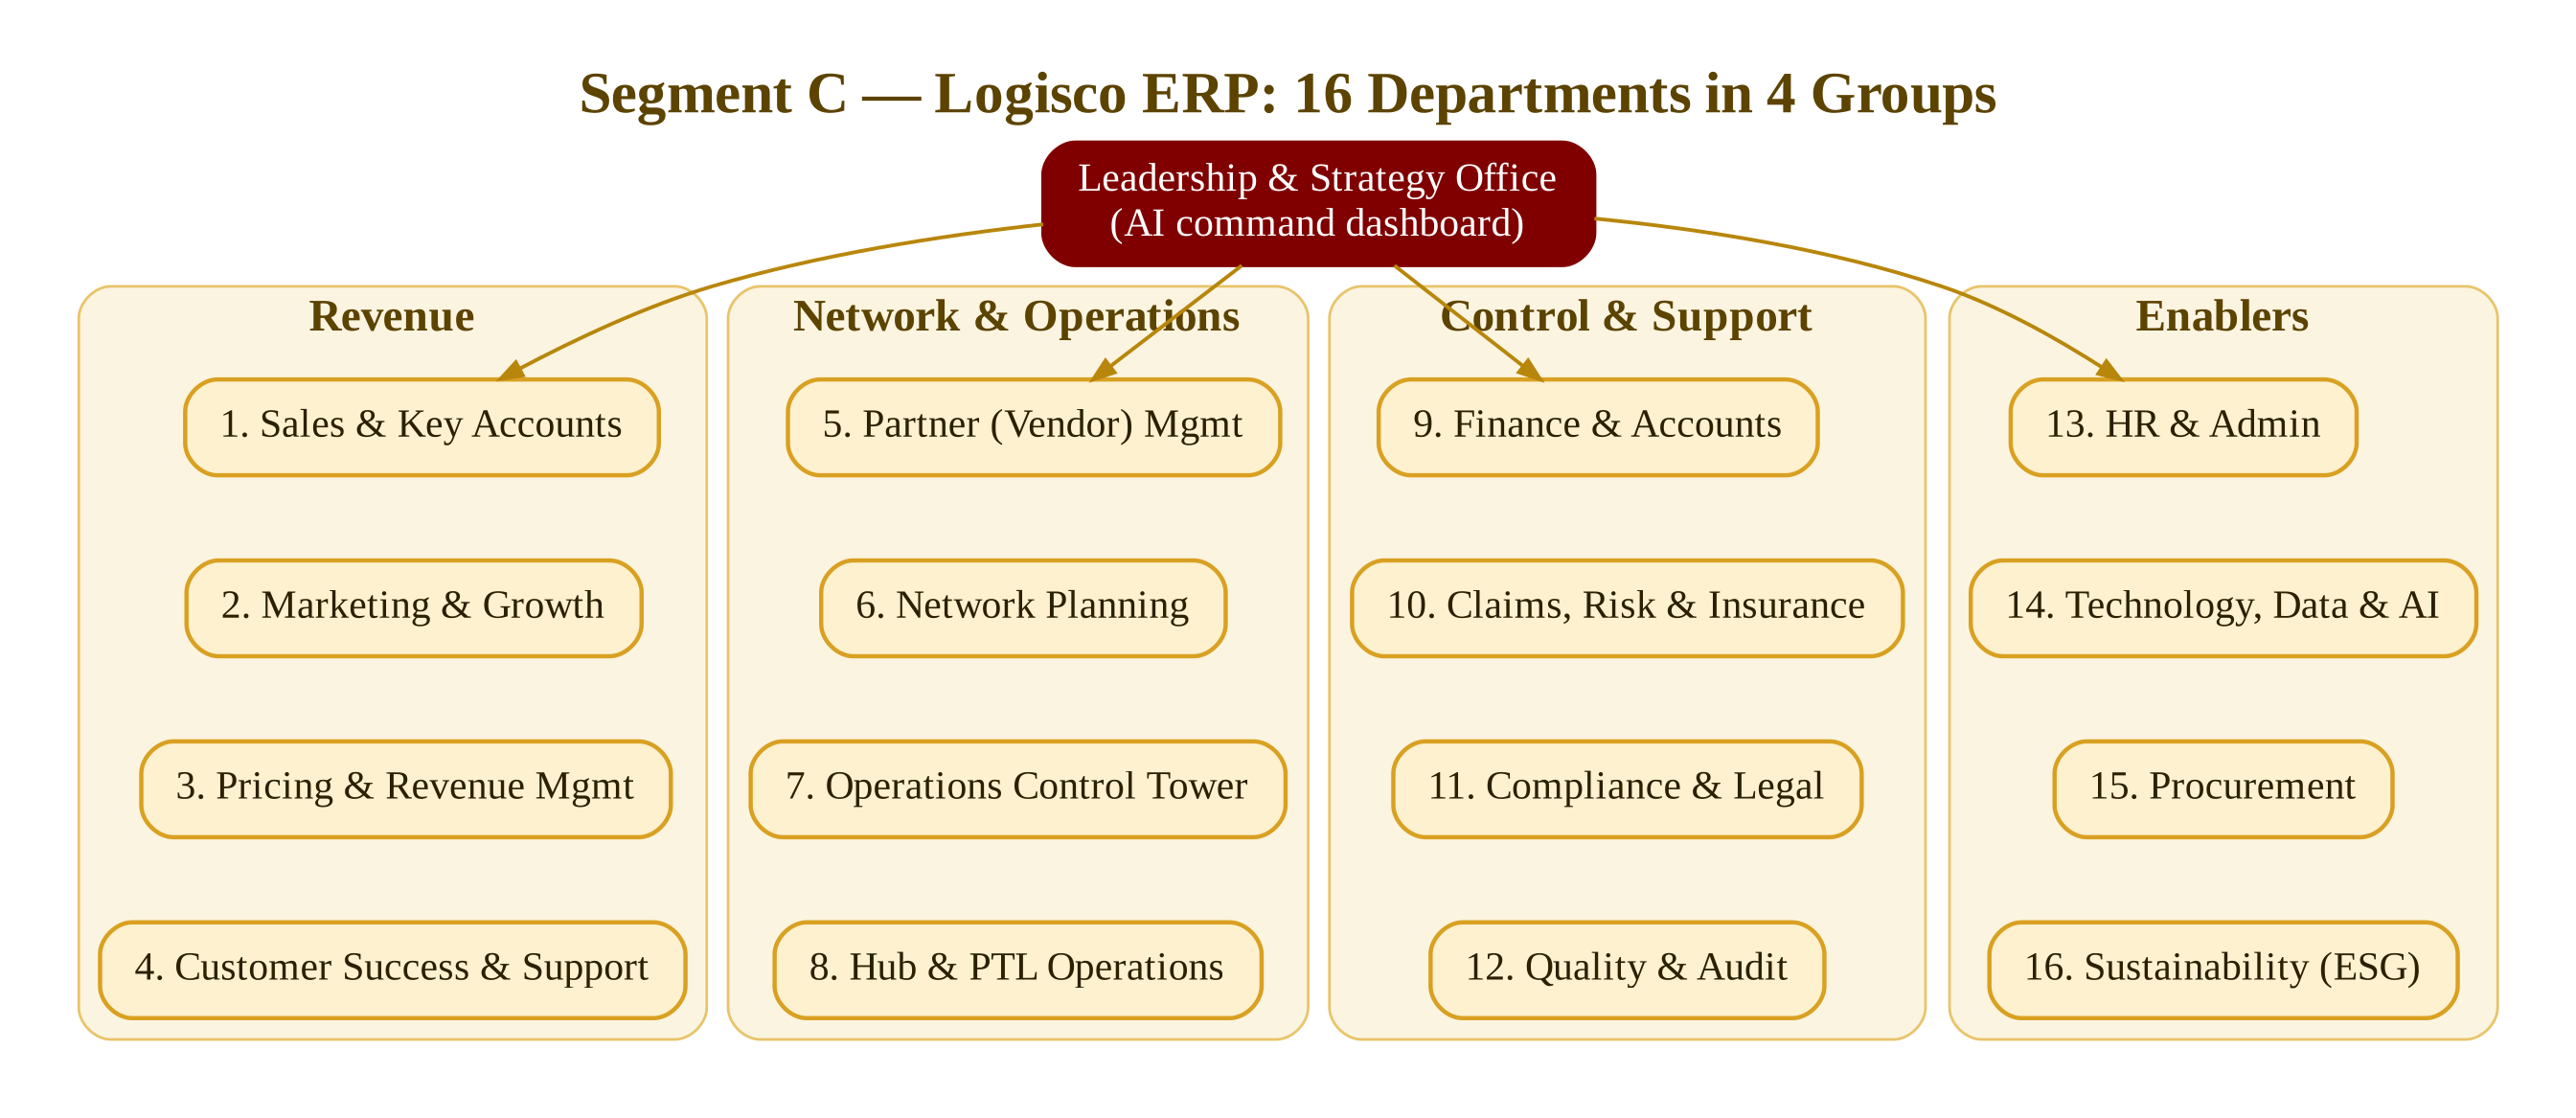 Segment C — Logisco ERP: 16 Departments in 4 Groups
Leadership & Strategy Office
(AI command dashboard)
Revenue
1. Sales & Key Accounts
2. Marketing & Growth
3. Pricing & Revenue Mgmt
4. Customer Success & Support
Network & Operations
5. Partner (Vendor) Mgmt
6. Network Planning
7. Operations Control Tower
8. Hub & PTL Operations
Control & Support
9. Finance & Accounts
10. Claims, Risk & Insurance
11. Compliance & Legal
12. Quality & Audit
Enablers
13. HR & Admin
14. Technology, Data & AI
15. Procurement
16. Sustainability (ESG)